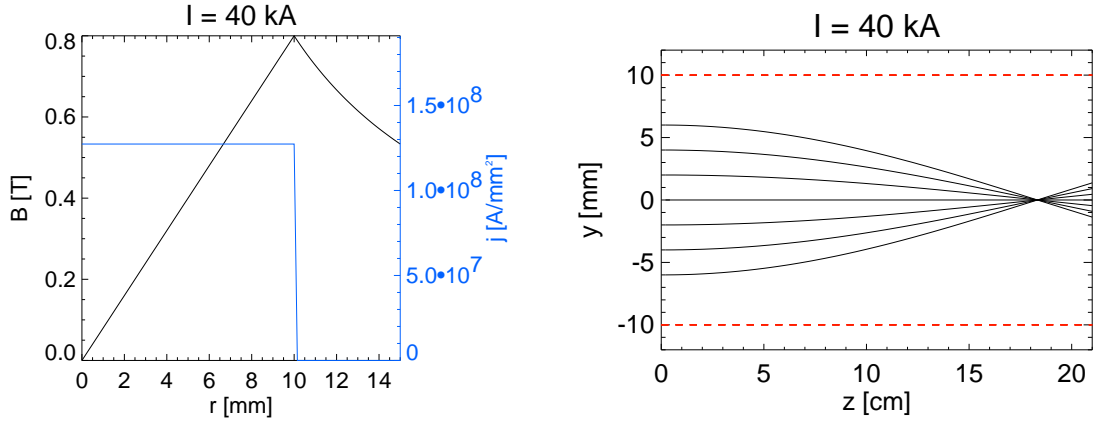 I = 40 kA
B [T]
0.8
0.6
0.4
0.2
0.0
0 2 4 6 8 10 12 14
r [mm]
1.5•10⁸
1.0•10⁸
5.0•10⁷
0
j [A/mm²]
I = 40 kA
y [mm]
10
5
0
-5
-10
0 5 10 15 20
z [cm]